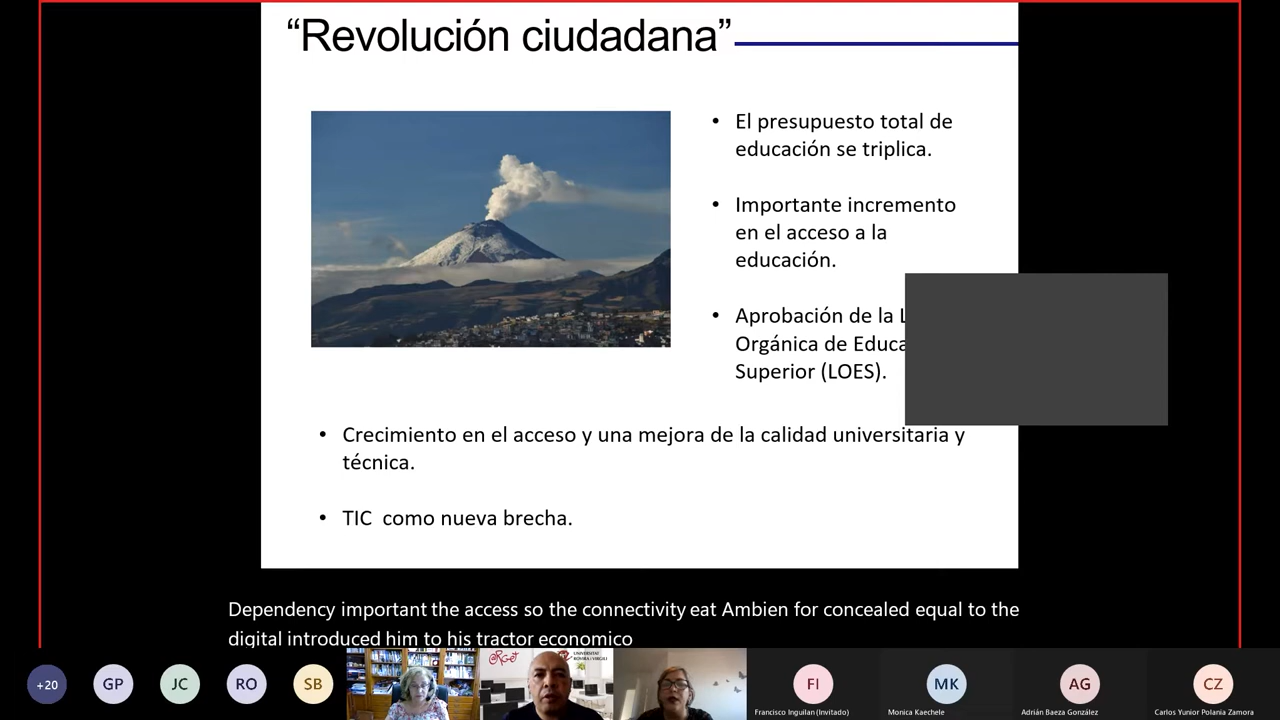 “Revolución ciudadana”
• El presupuesto total de
educación se triplica.
• Importante incremento
en el acceso a la
educación.
• Aprobación de la
Orgánica de
Superior (LOES).
• Crecimiento en el acceso y una mejora de la calidad universitaria y
técnica.
• TIC como nueva brecha.
Dependency important the access so the connectivity eat Ambien for concealed equal to the
digital introduced him to his tractor economico
+20
GP
JC
RO
SB
UNIVERSITAT
ROVIRA I VIRGILI
FI
MK
AG
CZ
Francisco Inguilan (Invitado)
Monica Kaechele
Adrián Baeza González
Carlos Yunior Polania Zamora